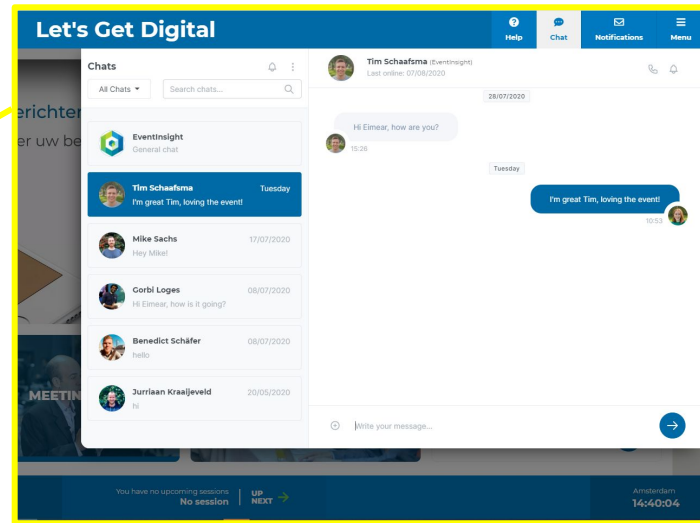 Let's Get Digital
Help
Chat
Notifications
Menu
Chats
All Chats
Search chats...
EventInsight
General chat
Tim Schaafsma
Tuesday
I'm great Tim, loving the event!
Mike Sachs
17/07/2020
Hey Mike!
Gorbi Loges
08/07/2020
Hi Eimear, how is it going?
Benedict Schäfer
08/07/2020
hello
Jurriaan Kraaijeveld
20/05/2020
hi
Tim Schaafsma (EventInsight)
Last online: 07/08/2020
28/07/2020
Hi Eimear, how are you?
15:26
Tuesday
I'm great Tim, loving the event!
10:53
Write your message...
erichter
er uw be
MEETIN
You have no upcoming sessions
No session
UP
NEXT
Amsterdam
14:40:04